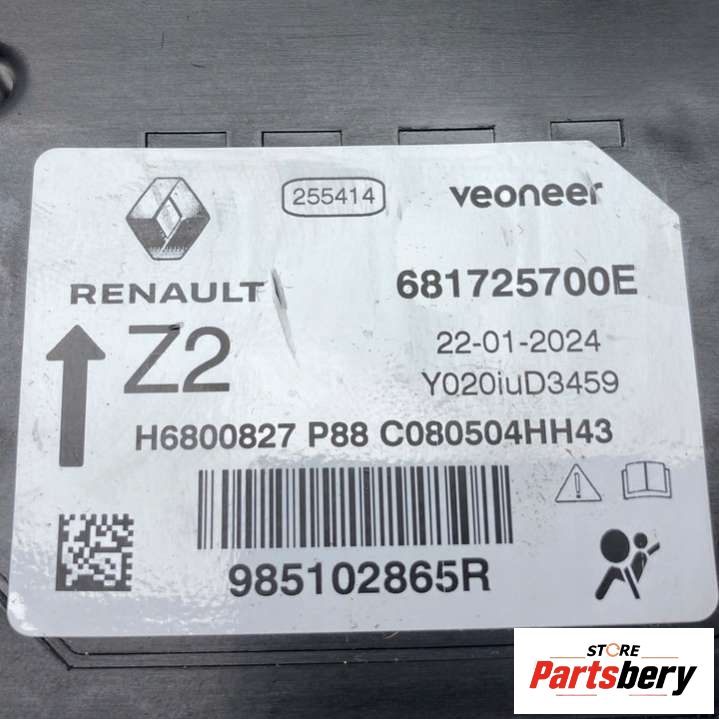 255414
veoneer
RENAULT
681725700E
Z2
22-01-2024
Y020iuD3459
H6800827 P88 C080504HH43
985102865R
STORE
Partsbery